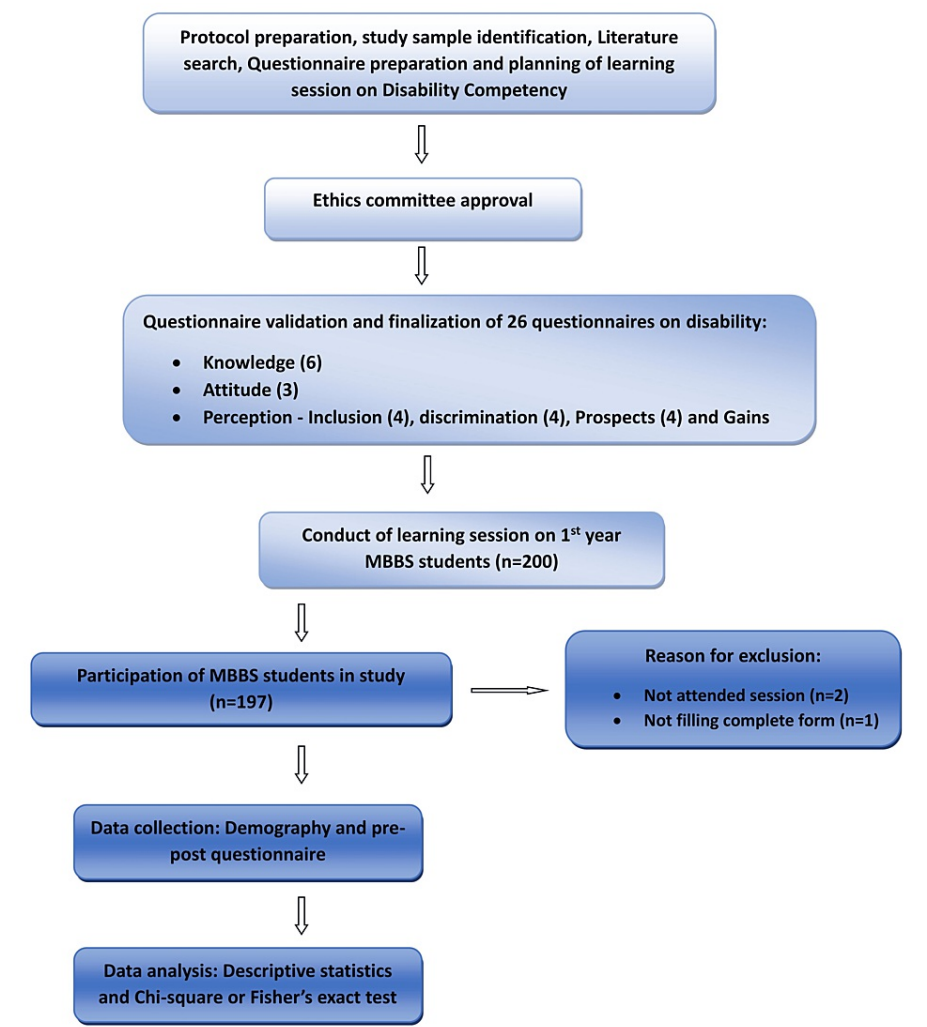 Protocol preparation, study sample identification, Literature
search, Questionnaire preparation and planning of learning
session on Disability Competency
Ethics committee approval
Questionnaire validation and finalization of 26 questionnaires on disability:
• Knowledge (6)
• Attitude (3)
• Perception - Inclusion (4), discrimination (4), Prospects (4) and Gains
Conduct of learning session on 1st year
MBBS students (n=200)
Participation of MBBS students in study
(n=197)
Reason for exclusion:
• Not attended session (n=2)
• Not filling complete form (n=1)
Data collection: Demography and pre-
post questionnaire
Data analysis: Descriptive statistics
and Chi-square or Fisher's exact test